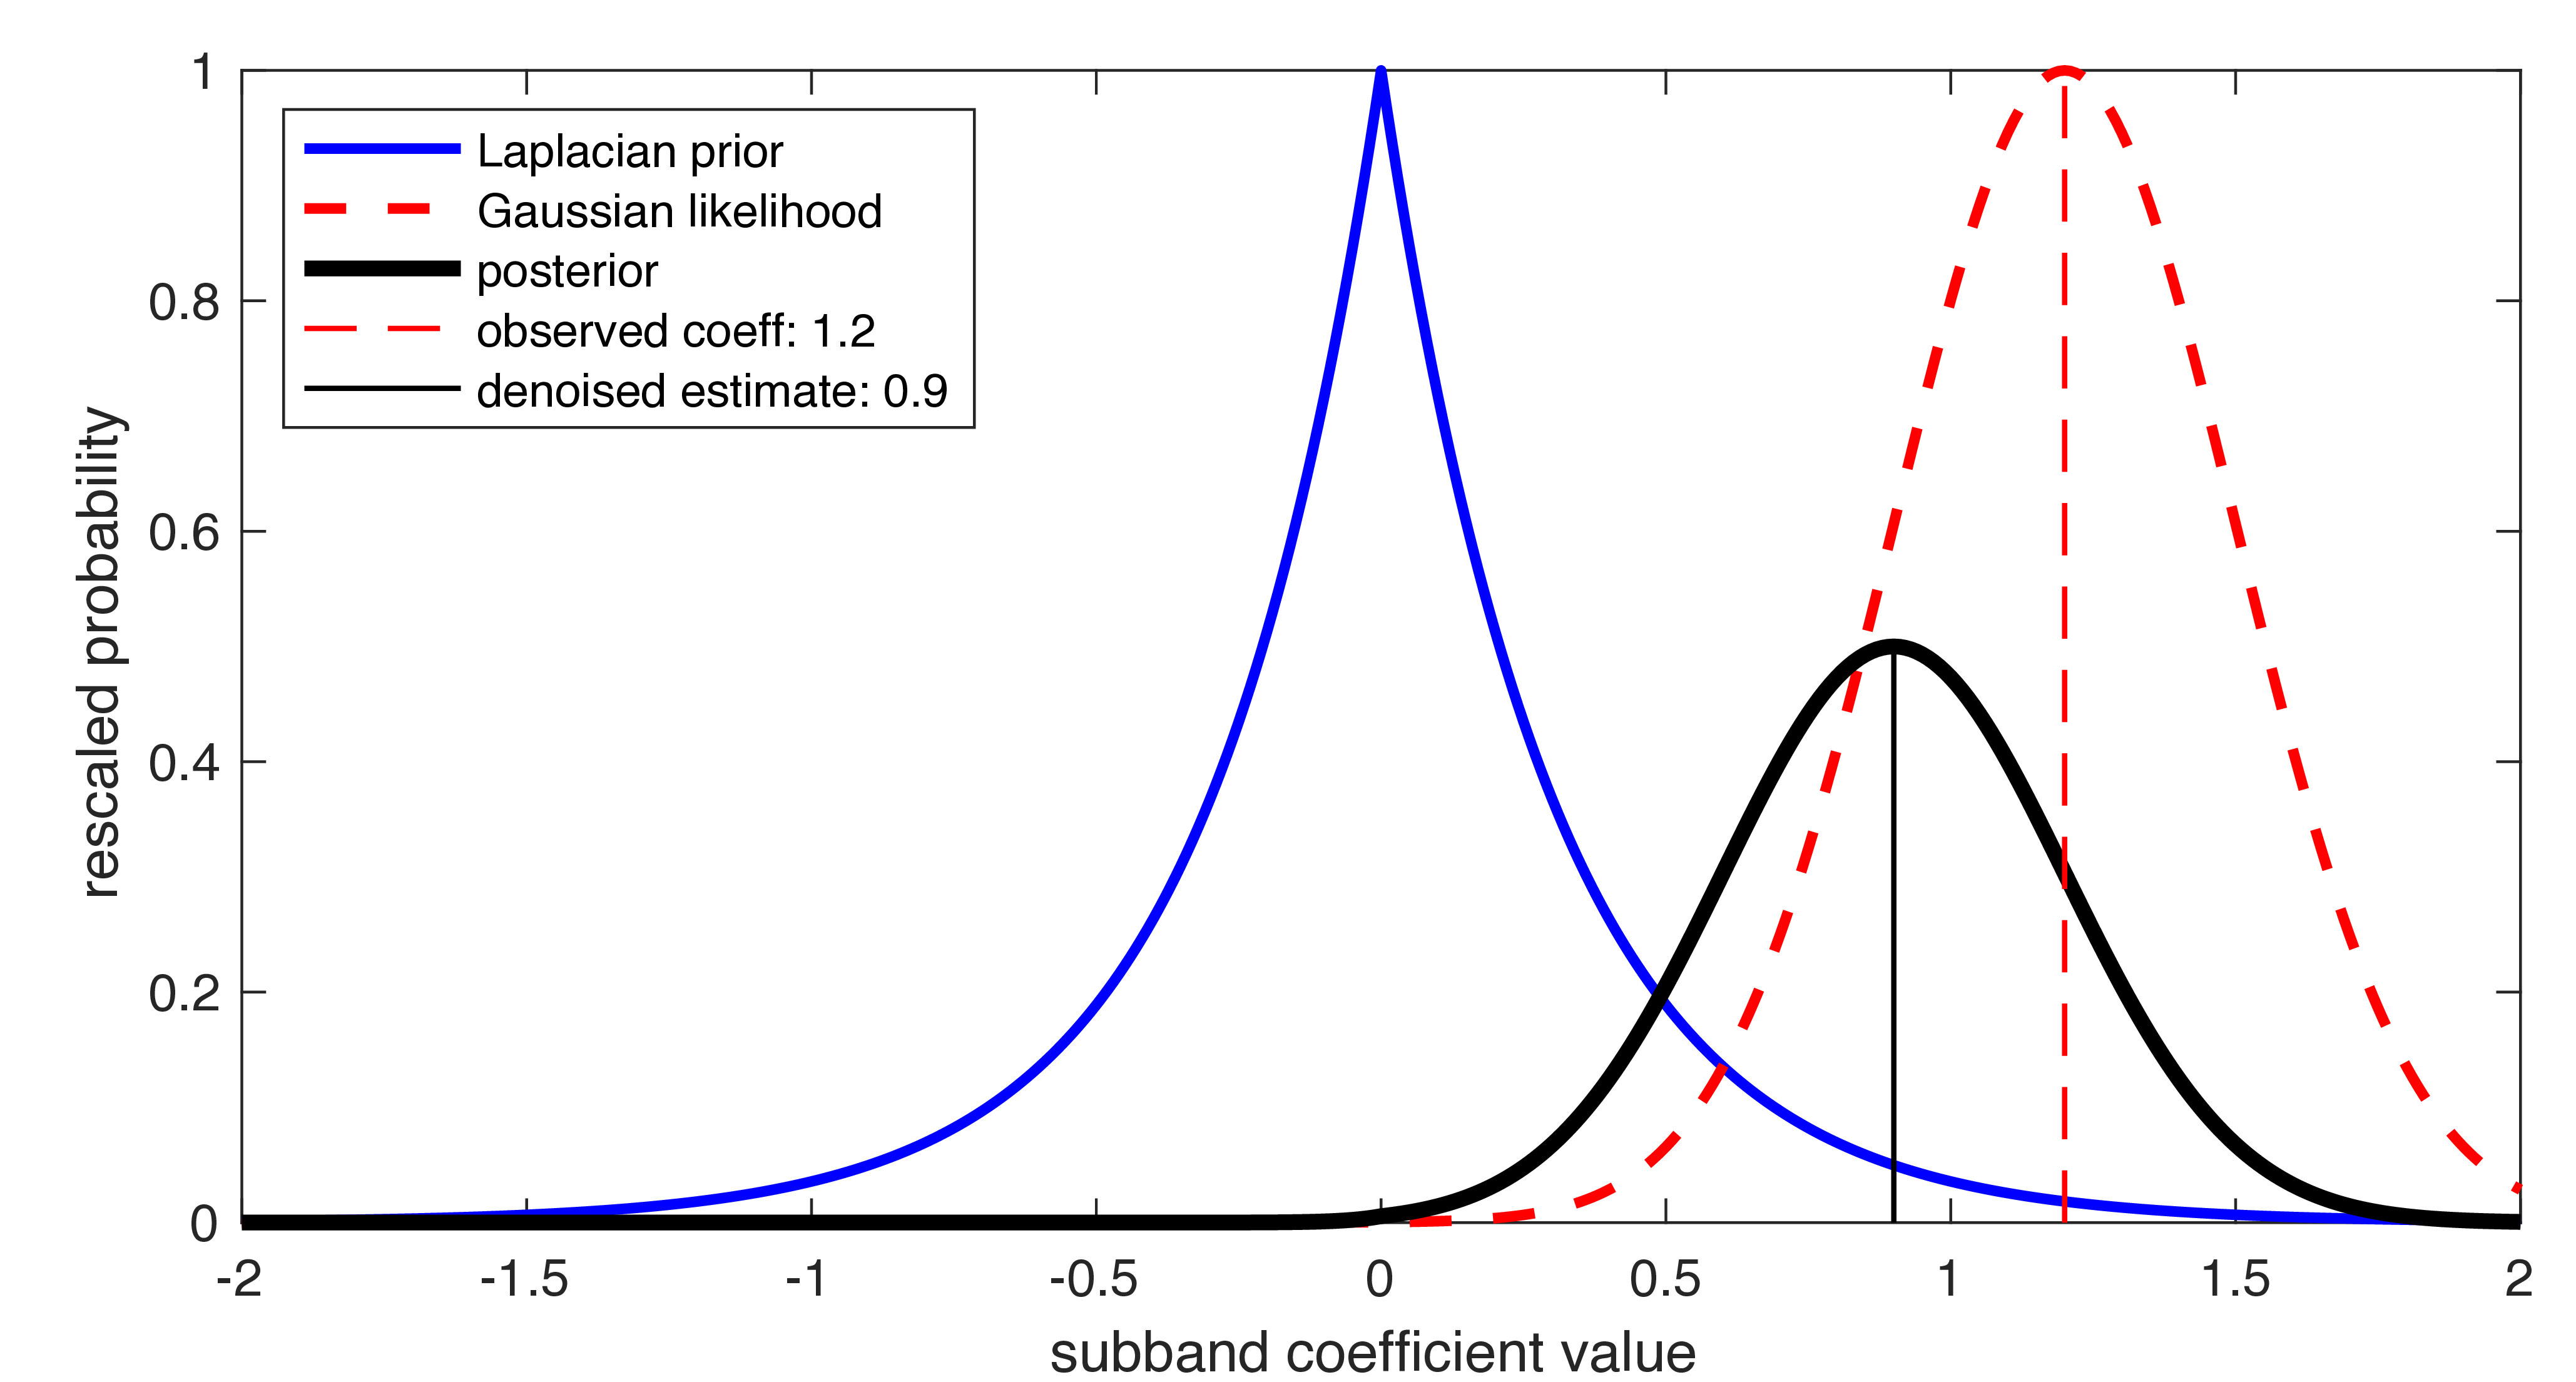 1
0.8
0.6
0.4
0.2
0
rescaled probability
Laplacian prior
Gaussian likelihood
posterior
observed coeff: 1.2
denoised estimate: 0.9
-2 -1.5 -1 -0.5 0 0.5 1 1.5 2
subband coefficient value